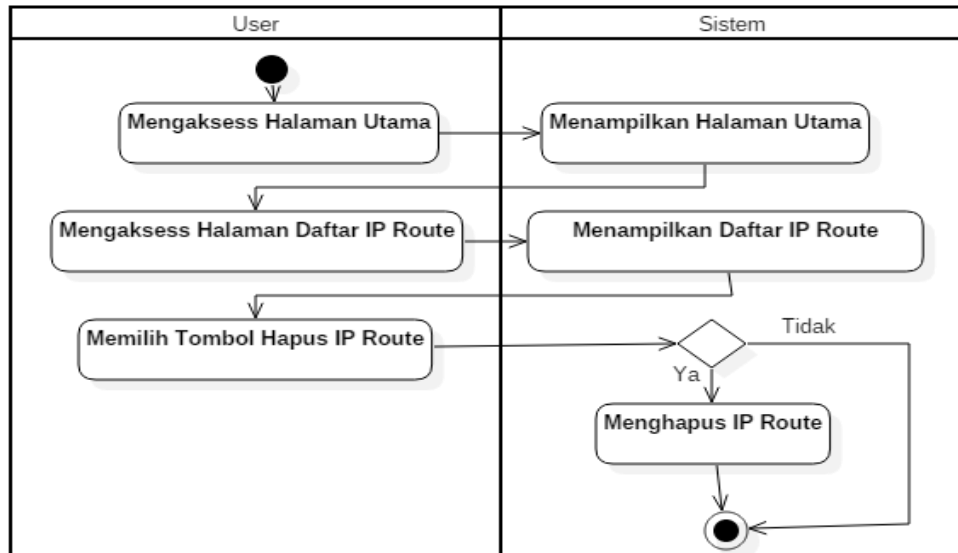 User
Sistem
Mengaksess Halaman Utama
Menampilkan Halaman Utama
Mengaksess Halaman Daftar IP Route
Menampilkan Daftar IP Route
Memilih Tombol Hapus IP Route
Tidak
Ya
Menghapus IP Route